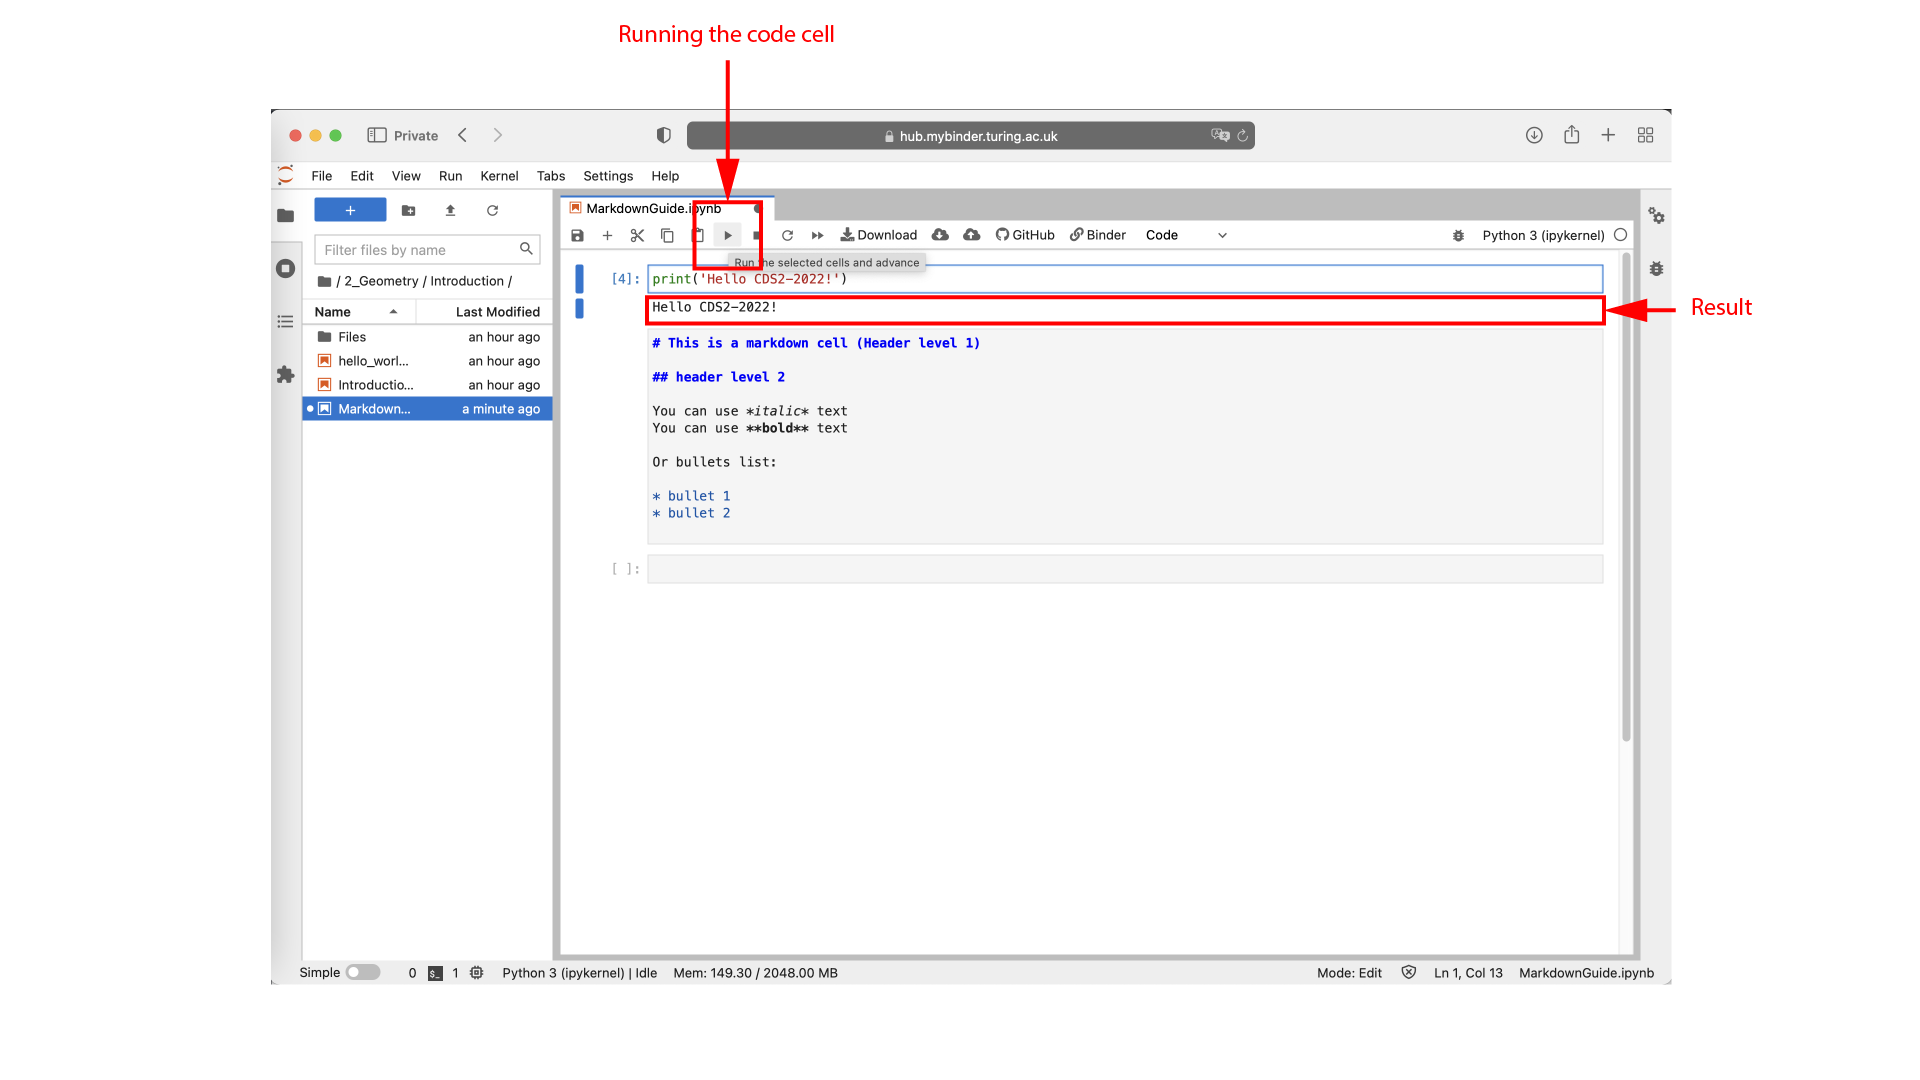 Running the code cell
Private
hub.mybinder.turing.ac.uk
File Edit View Run Kernel Tabs Settings Help
+
MarkdownGuide.ipynb
Download GitHub Binder Code Python 3 (ipykernel)
Filter files by name
Run the selected cells and advance
/ 2_Geometry / Introduction /
[4]: print('Hello CDS2-2022!')
Hello CDS2-2022!
Result
Name Last Modified
Files an hour ago
hello_worl... an hour ago
Introductio... an hour ago
Markdown... a minute ago
# This is a markdown cell (Header level 1)
## header level 2
You can use *italic* text
You can use **bold** text
Or bullets list:
* bullet 1
* bullet 2
[ ]:
Simple 0 $_ 1 Python 3 (ipykernel) | Idle Mem: 149.30 / 2048.00 MB Mode: Edit Ln 1, Col 13 MarkdownGuide.ipynb